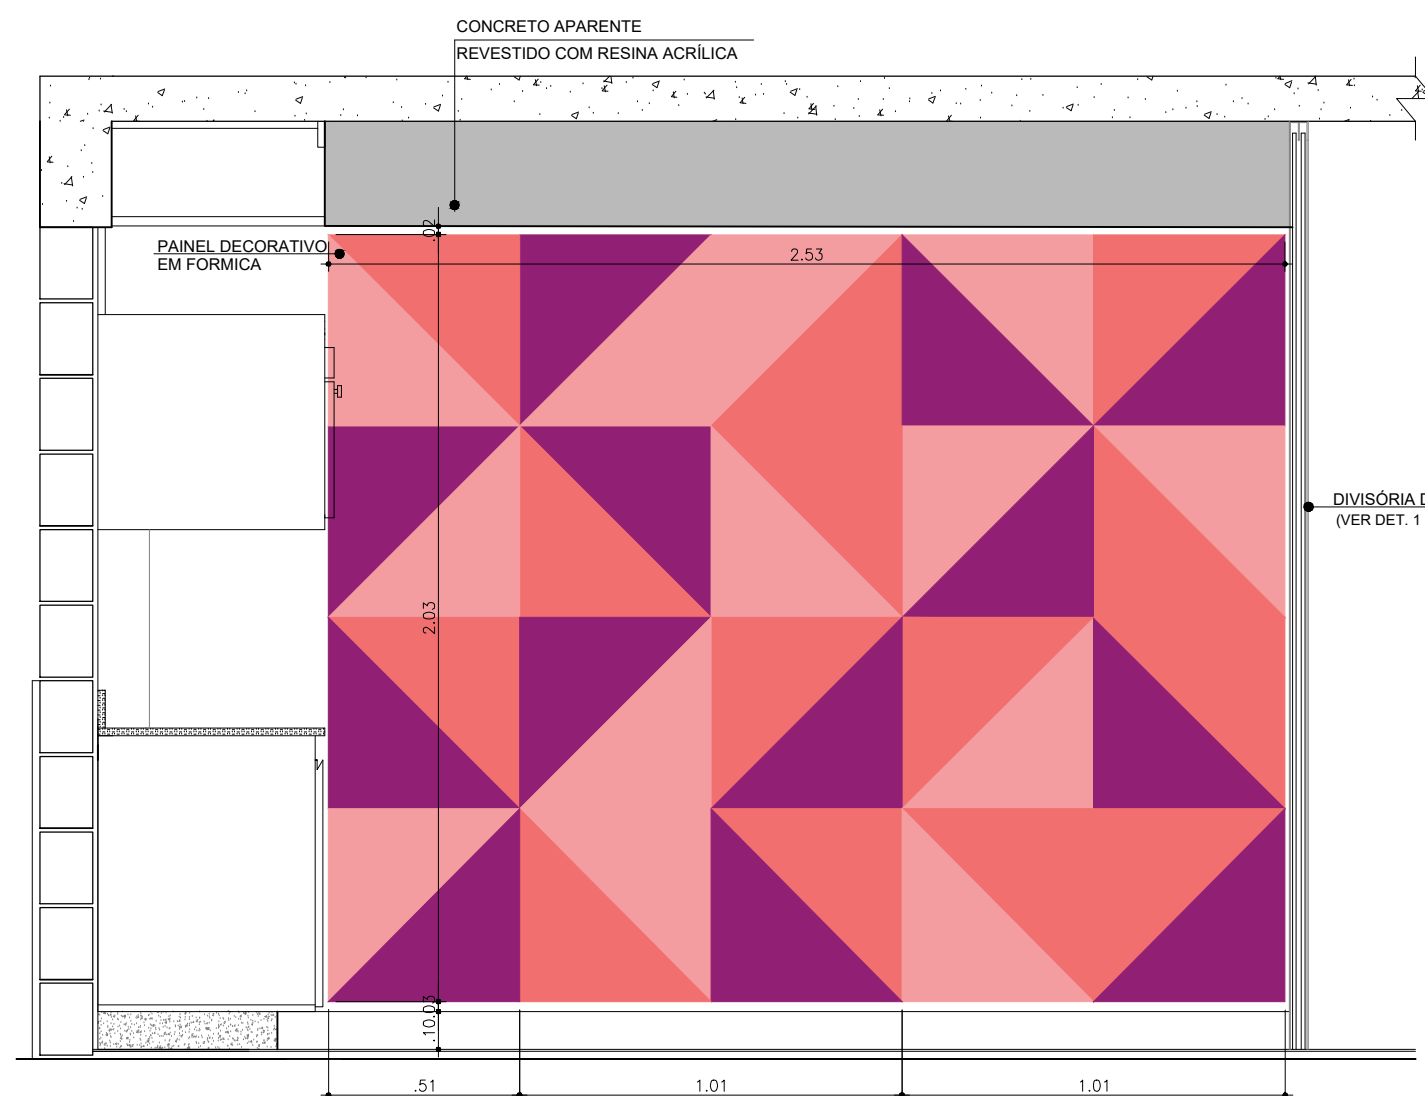 CONCRETO APARENTE
REVESTIDO COM RESINA ACRÍLICA
.02
PAINEL DECORATIVO
EM FORMICA
2.53
DIVISÓRIA D
(VER DET. 1
2.03
.10
.03
.51
1.01
1.01